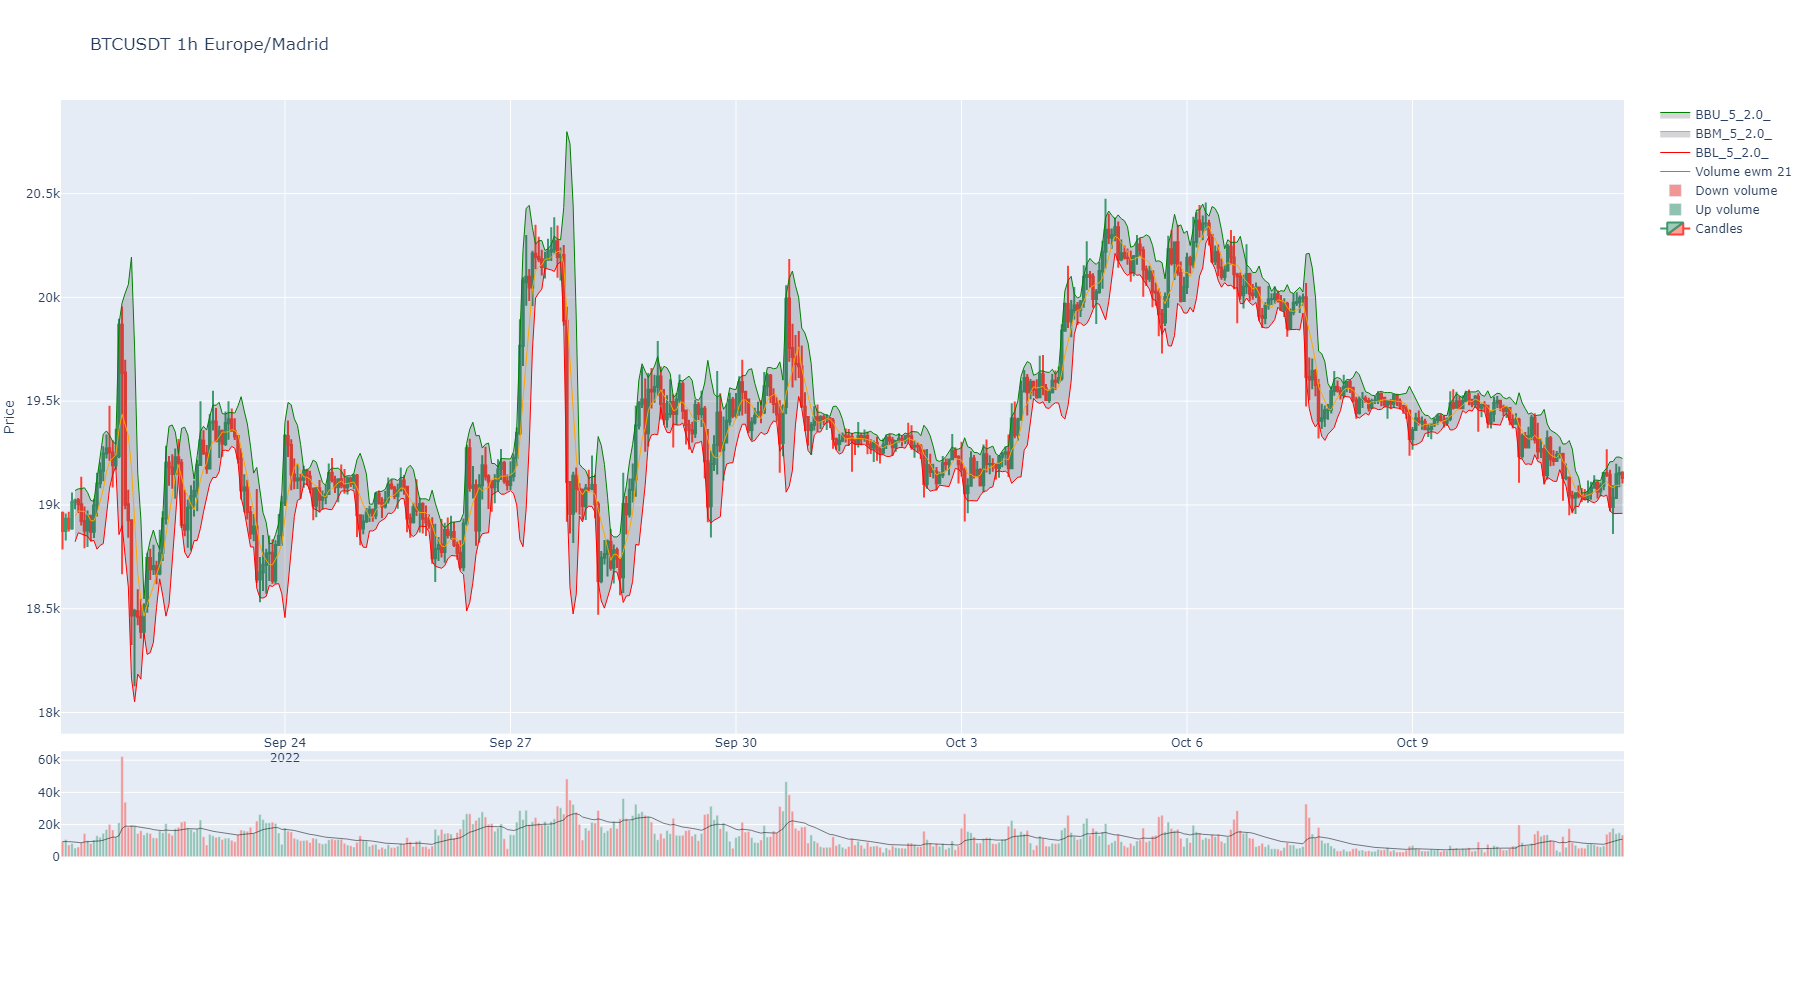 BTCUSDT 1h Europe/Madrid
BBU_5_2.0_
BBM_5_2.0_
BBL_5_2.0_
Volume ewm 21
Down volume
Up volume
Candles
Price
20.5k
20k
19.5k
19k
18.5k
18k
Sep 24
2022
Sep 27
Sep 30
Oct 3
Oct 6
Oct 9
60k
40k
20k
0